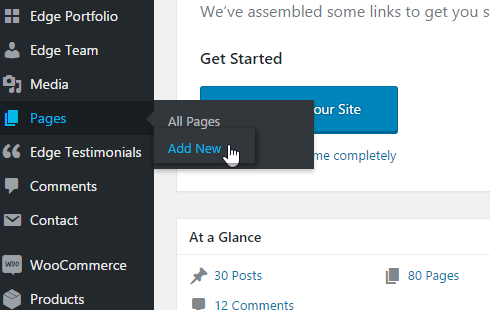 Edge Portfolio
Edge Team
Media
Pages
All Pages
Add New
Edge Testimonials
Comments
Contact
WOO
WooCommerce
Products
We've assembled some links to get you s
Get Started
our Site
me completely
At a Glance
30 Posts
80 Pages
12 Comments